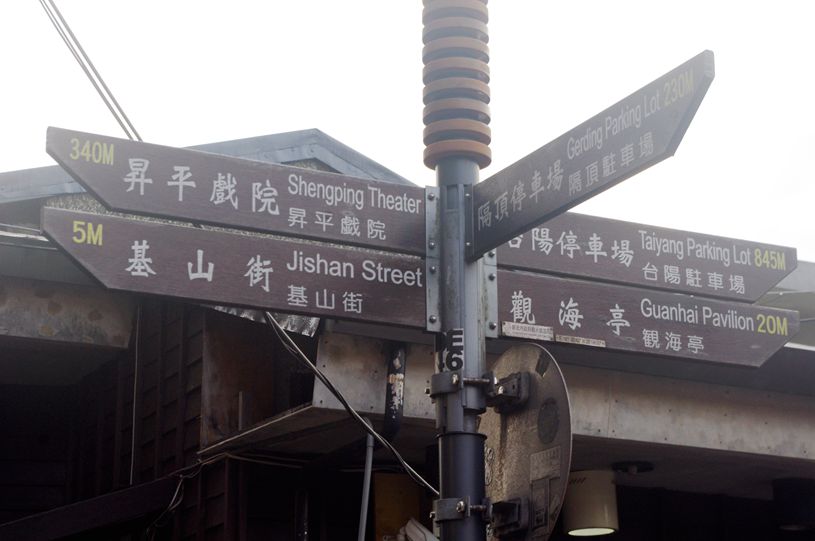 340M
昇平戲院
Shengping Theater
昇平戯院
5M
基山街
Jishan Street
基山街
隔頂停車場
Gerding Parking Lot 230M
隔頂駐車場
台陽停車場
Taiyang Parking Lot 845M
台陽駐車場
觀海亭
Guanhai Pavilion 20M
観海亭